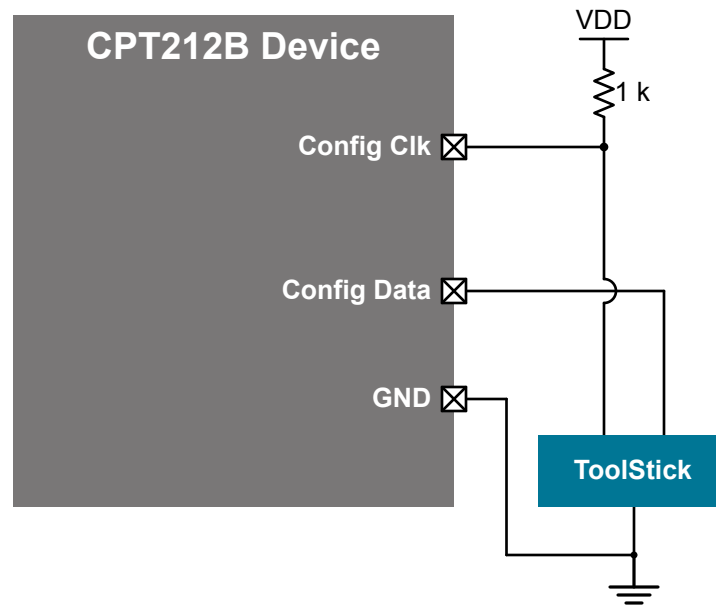 CPT212B Device
VDD
1 k
Config Clk
Config Data
GND
ToolStick